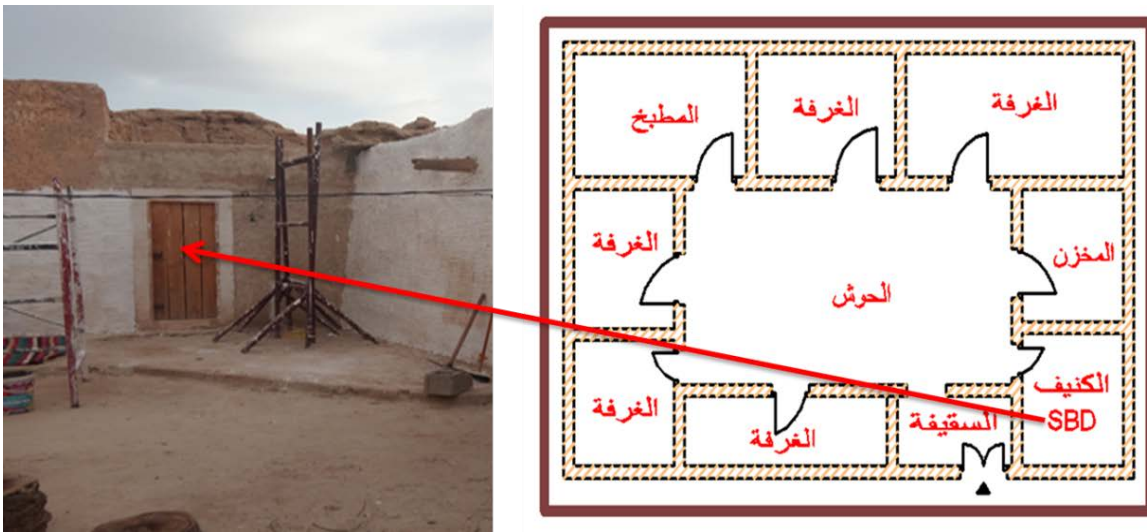 المطبخ
الغرفة
الغرفة
الغرفة
المخزن
الحوش
الغرفة
الغرفة
السقيفة
الكنيف
SBD